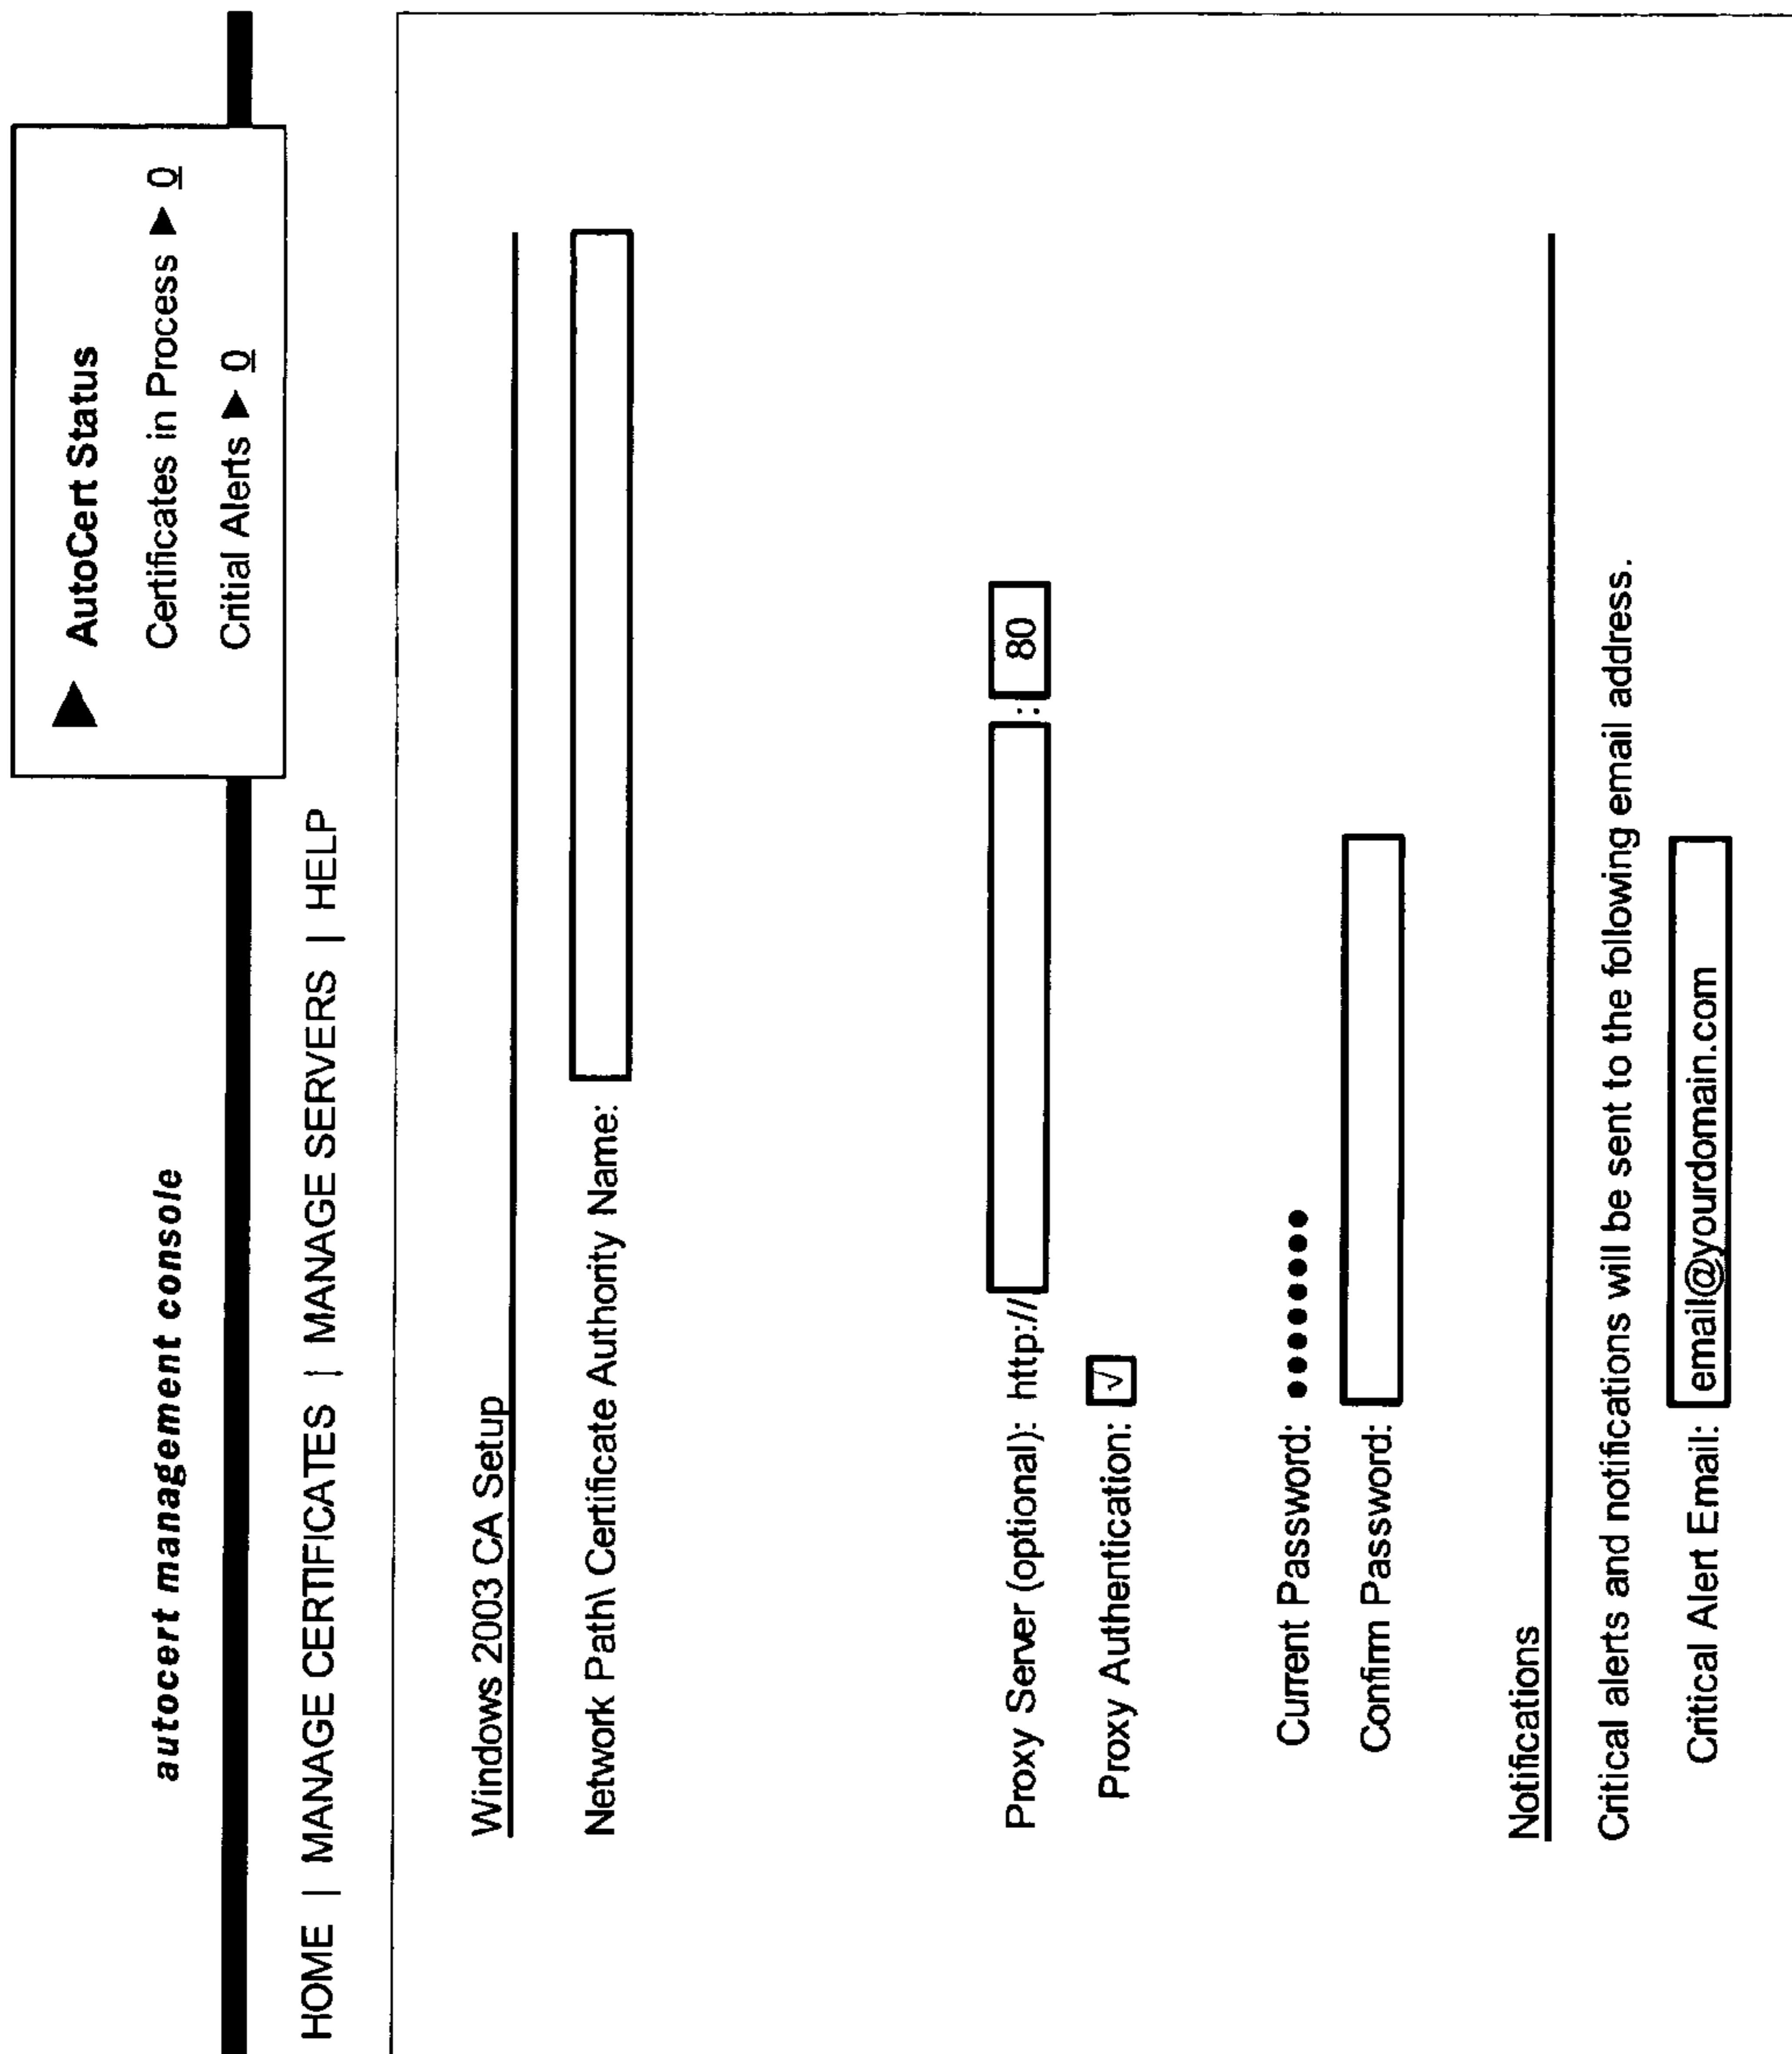 autocert management console
AutoCert Status
Certificates in Process ▶ 0
Critial Alerts ▶ 0
HOME | MANAGE CERTIFICATES | MANAGE SERVERS | HELP
Windows 2003 CA Setup
Network Path\ Certificate Authority Name:
Proxy Server (optional): http:// : 80
Proxy Authentication: √
Current Password: ●●●●●●●●
Confirm Password:
Notifications
Critical alerts and notifications will be sent to the following email address.
Critical Alert Email: email@yourdomain.com